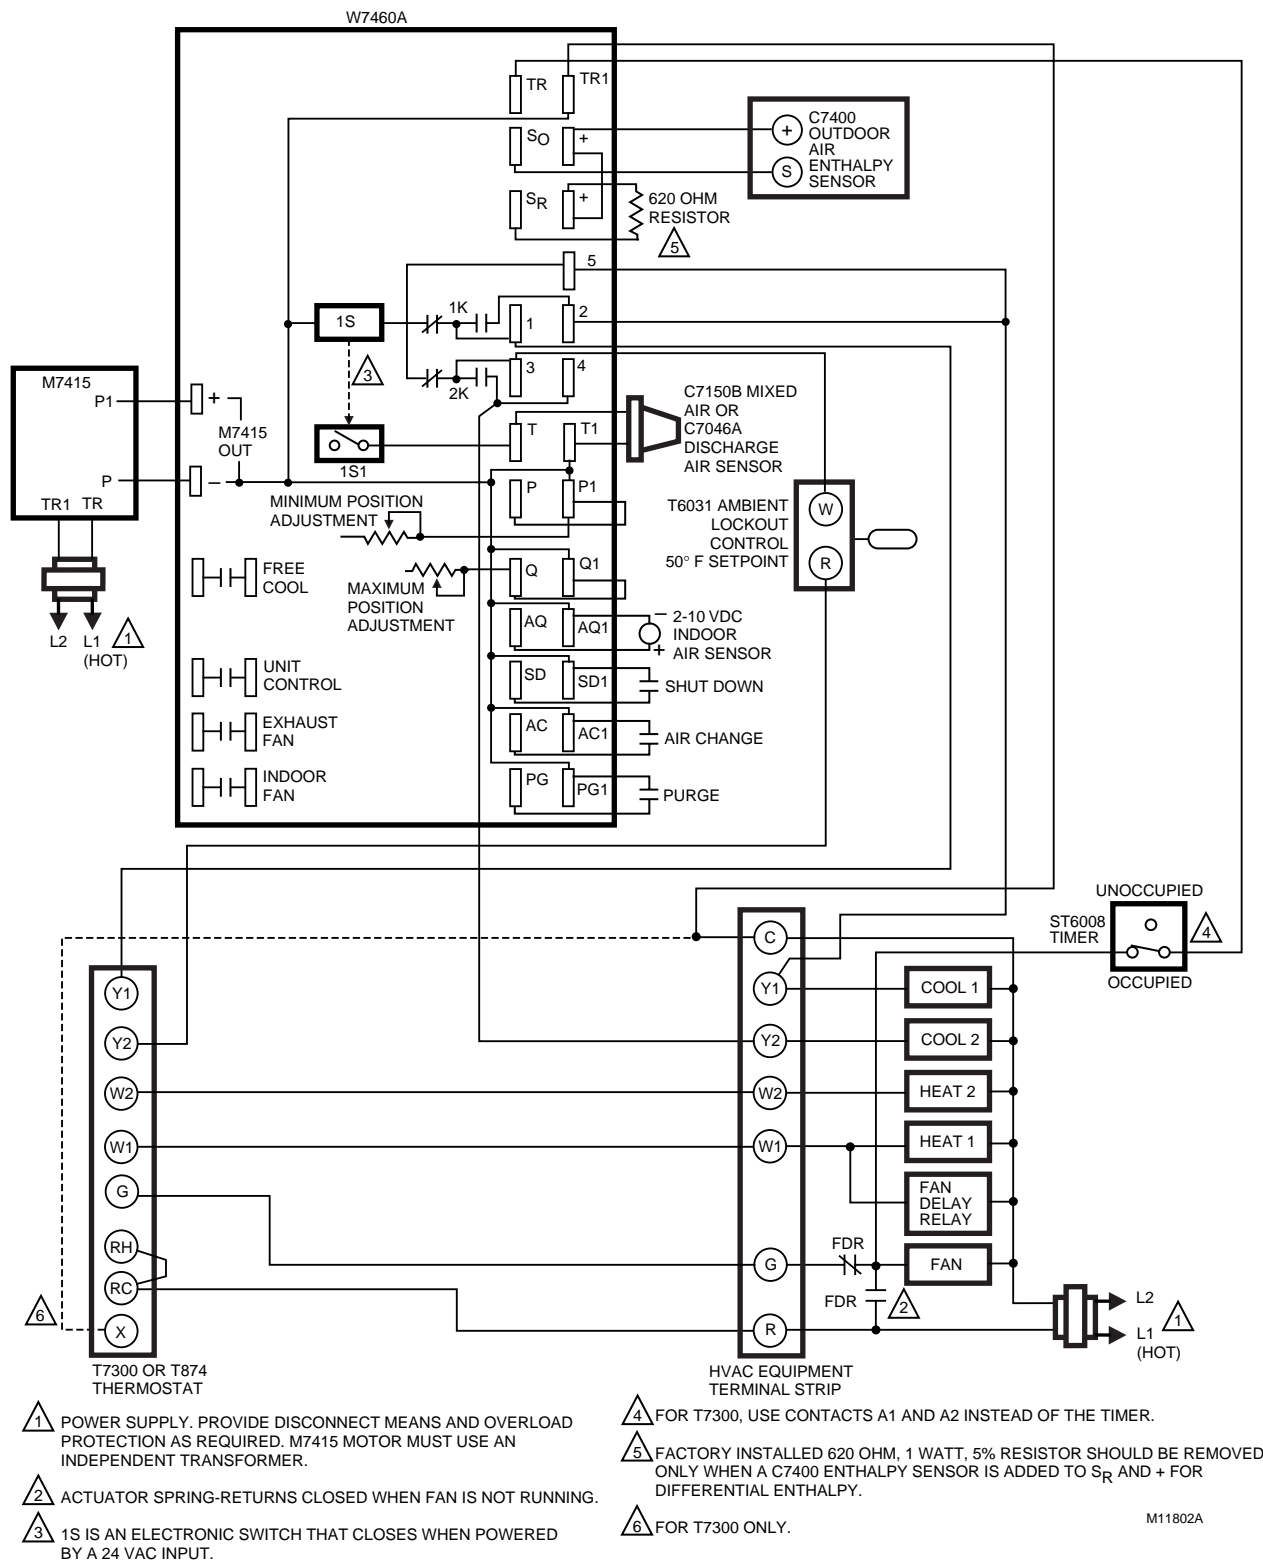 W7460A
TR
TR1
SO
+
SR
+
C7400
OUTDOOR
AIR
ENTHALPY
SENSOR
+
S
620 OHM
RESISTOR
5
5
1K
1S
1
2
3
3
4
2K
M7415
P1
P
TR1 TR
+
M7415
OUT
–
1S1
T
T1
C7150B MIXED
AIR OR
C7046A
DISCHARGE
AIR SENSOR
P
P1
MINIMUM POSITION
ADJUSTMENT
T6031 AMBIENT
LOCKOUT
CONTROL
50° F SETPOINT
W
R
L2
L1
(HOT)
1
FREE
COOL
MAXIMUM
POSITION
ADJUSTMENT
Q
Q1
AQ
AQ1
–
+
2-10 VDC
INDOOR
AIR SENSOR
UNIT
CONTROL
SD
SD1
SHUT DOWN
EXHAUST
FAN
AC
AC1
AIR CHANGE
INDOOR
FAN
PG
PG1
PURGE
UNOCCUPIED
ST6008
TIMER
4
OCCUPIED
Y1
Y2
W2
W1
G
RH
RC
X
6
T7300 OR T874
THERMOSTAT
C
Y1
Y2
W2
W1
G
R
COOL 1
COOL 2
HEAT 2
HEAT 1
FAN
DELAY
RELAY
FDR
FAN
FDR
2
L2
L1
(HOT)
1
HVAC EQUIPMENT
TERMINAL STRIP
1 POWER SUPPLY. PROVIDE DISCONNECT MEANS AND OVERLOAD
PROTECTION AS REQUIRED. M7415 MOTOR MUST USE AN
INDEPENDENT TRANSFORMER.
2 ACTUATOR SPRING-RETURNS CLOSED WHEN FAN IS NOT RUNNING.
3 1S IS AN ELECTRONIC SWITCH THAT CLOSES WHEN POWERED
BY A 24 VAC INPUT.
4 FOR T7300, USE CONTACTS A1 AND A2 INSTEAD OF THE TIMER.
5 FACTORY INSTALLED 620 OHM, 1 WATT, 5% RESISTOR SHOULD BE REMOVED
ONLY WHEN A C7400 ENTHALPY SENSOR IS ADDED TO SR AND + FOR
DIFFERENTIAL ENTHALPY.
6 FOR T7300 ONLY.
M11802A